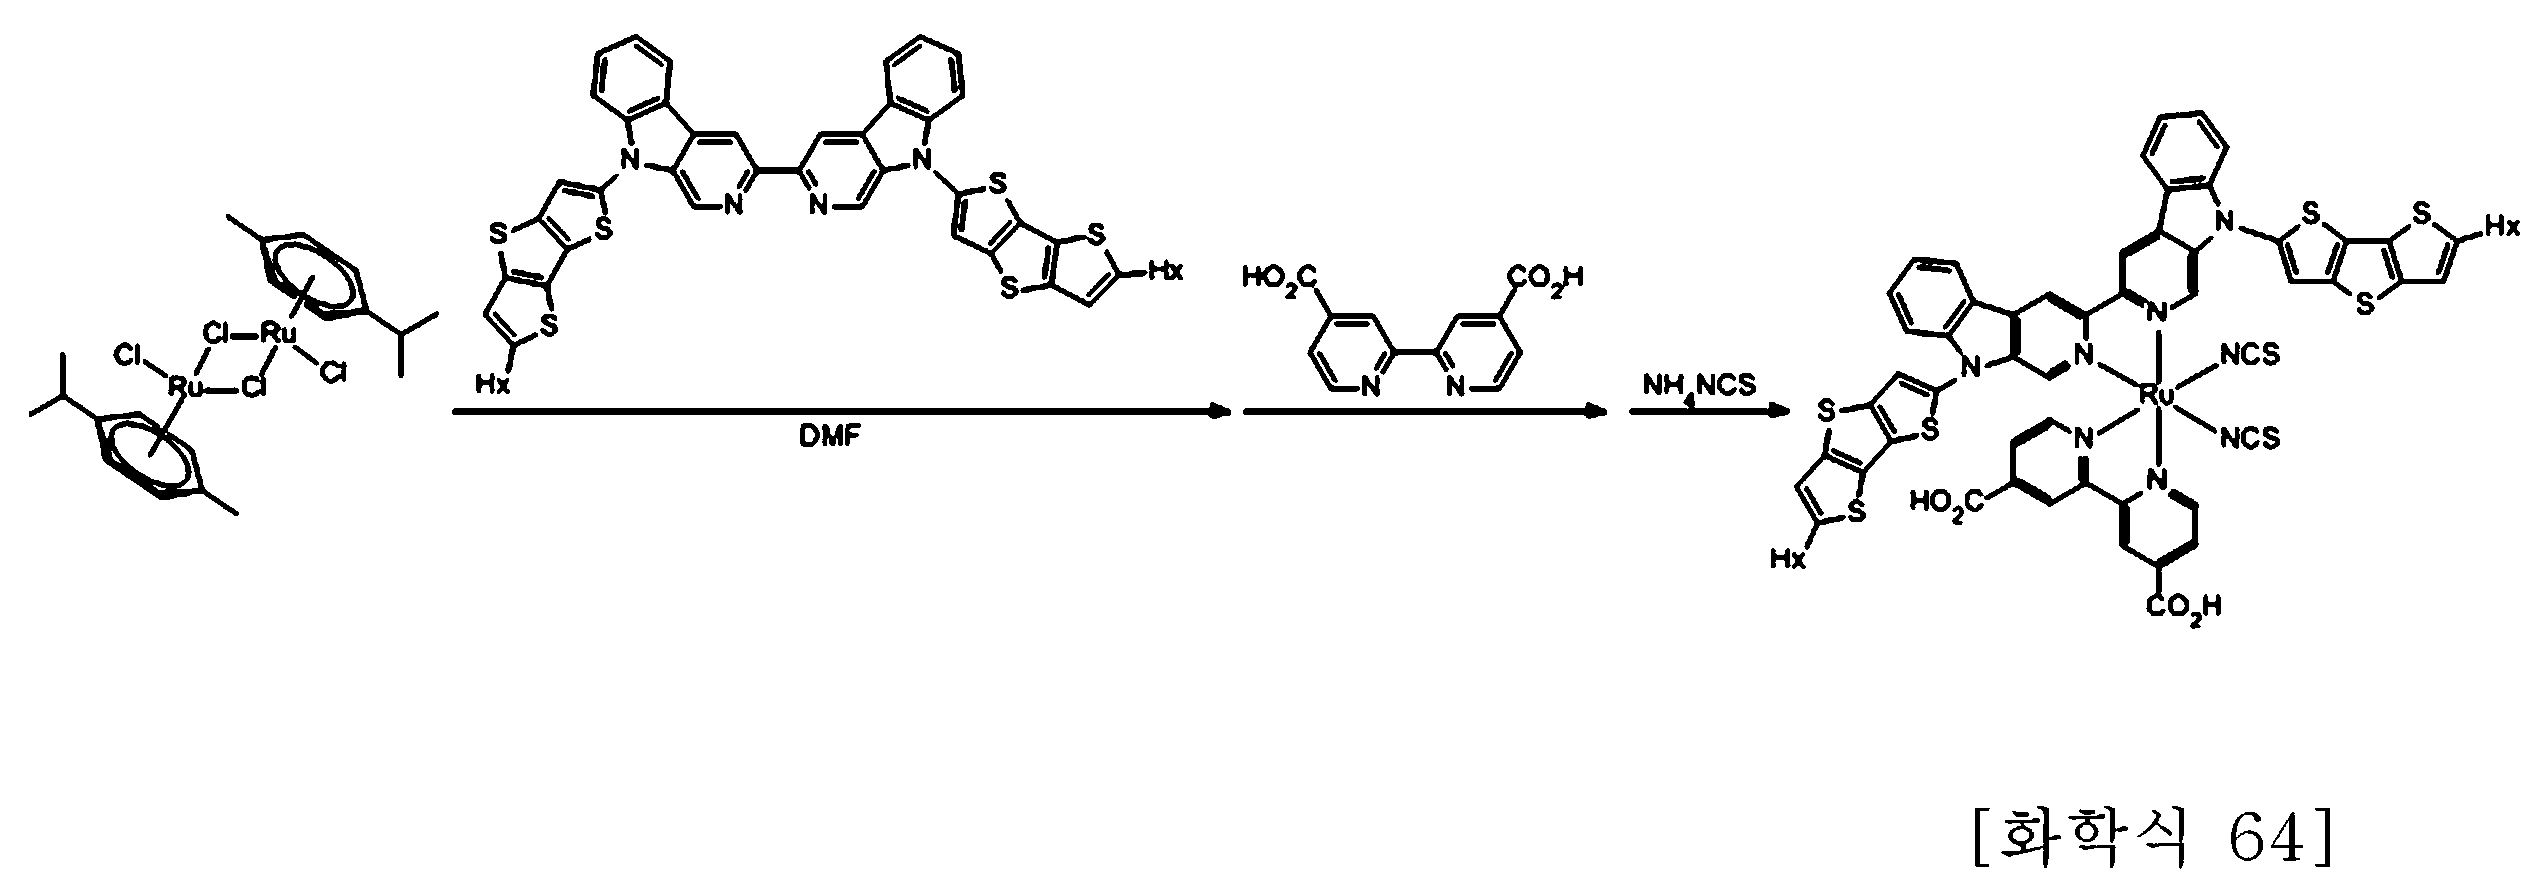 N N
N N
S S
S S
S S
Hx Hx
Cl Ru
Cl Cl
Ru Cl
DMF
HO2C CO2H
N N
NH4NCS
N S S Hx
S
N
N N
NCS
Ru
NCS
S S
S
Hx
N
N
HO2C
CO2H
[화학식 64]